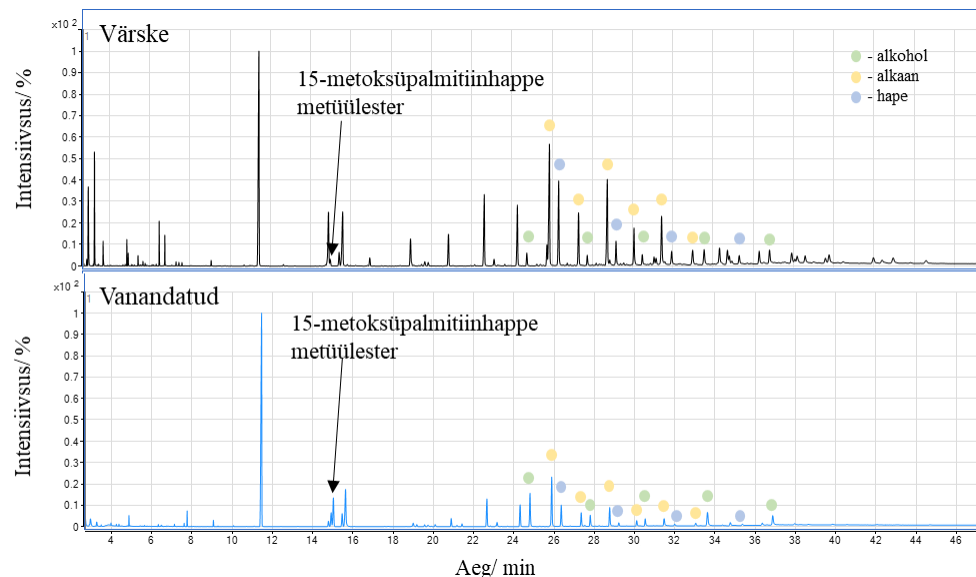 x10 2
1
Värske
1
0.9
0.8
0.7
0.6
0.5
0.4
0.3
0.2
0.1
0
Intensiivsus/ %
15-metoksüpalmitiinhappe
metüülester
- alkohol
- alkaan
- hape
x10 2
1
Vanandatud
1
0.9
0.8
0.7
0.6
0.5
0.4
0.3
0.2
0.1
0
Intensiivsus/ %
15-metoksüpalmitiinhappe
metüülester
4 6 8 10 12 14 16 18 20 22 24 26 28 30 32 34 36 38 40 42 44 46
Aeg/ min